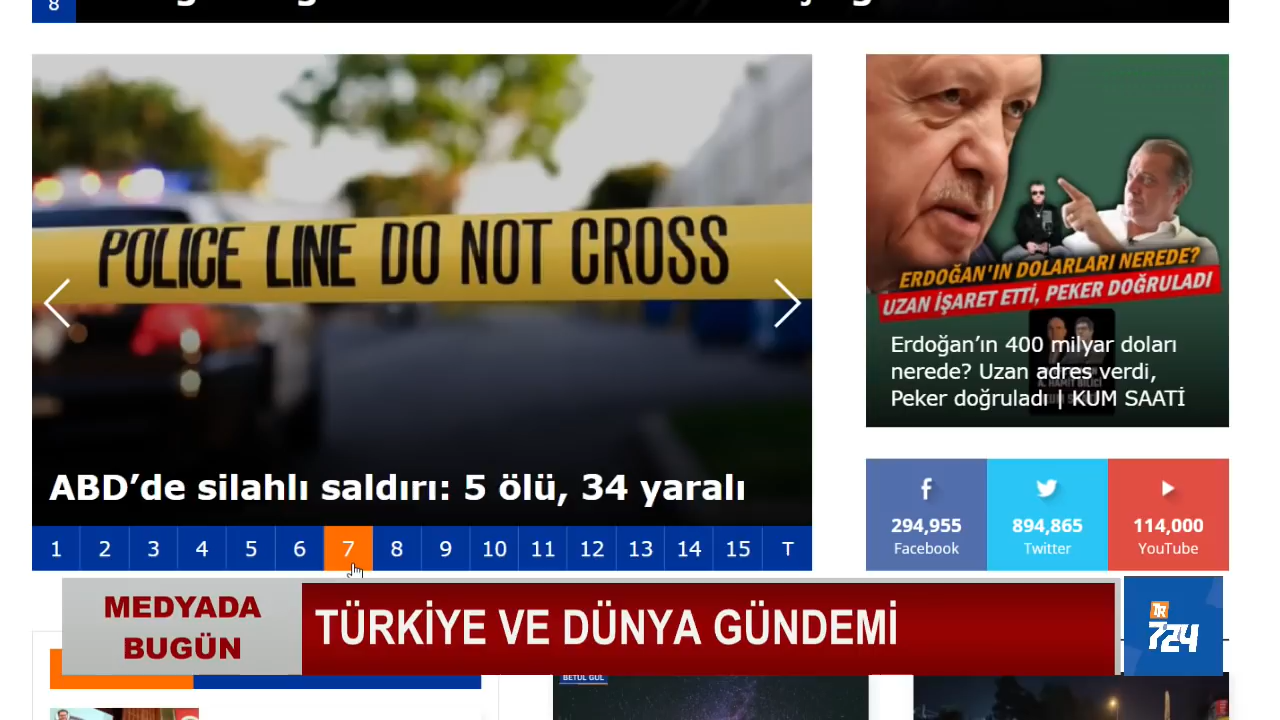 8
POLICE LINE DO NOT CROSS
ABD’de silahlı saldırı: 5 ölü, 34 yaralı
1 2 3 4 5 6 7 8 9 10 11 12 13 14 15 T
ERDOĞAN'IN DOLARLARI NEREDE?
UZAN İŞARET ETTİ, PEKER DOĞRULADI
Erdoğan’ın 400 milyar doları
nerede? Uzan adres verdi,
Peker doğruladı | KUM SAATİ
294,955 894,865 114,000
Facebook Twitter YouTube
MEDYADA
BUGÜN
TÜRKİYE VE DÜNYA GÜNDEMİ
TR
724
BETÜL GÜL